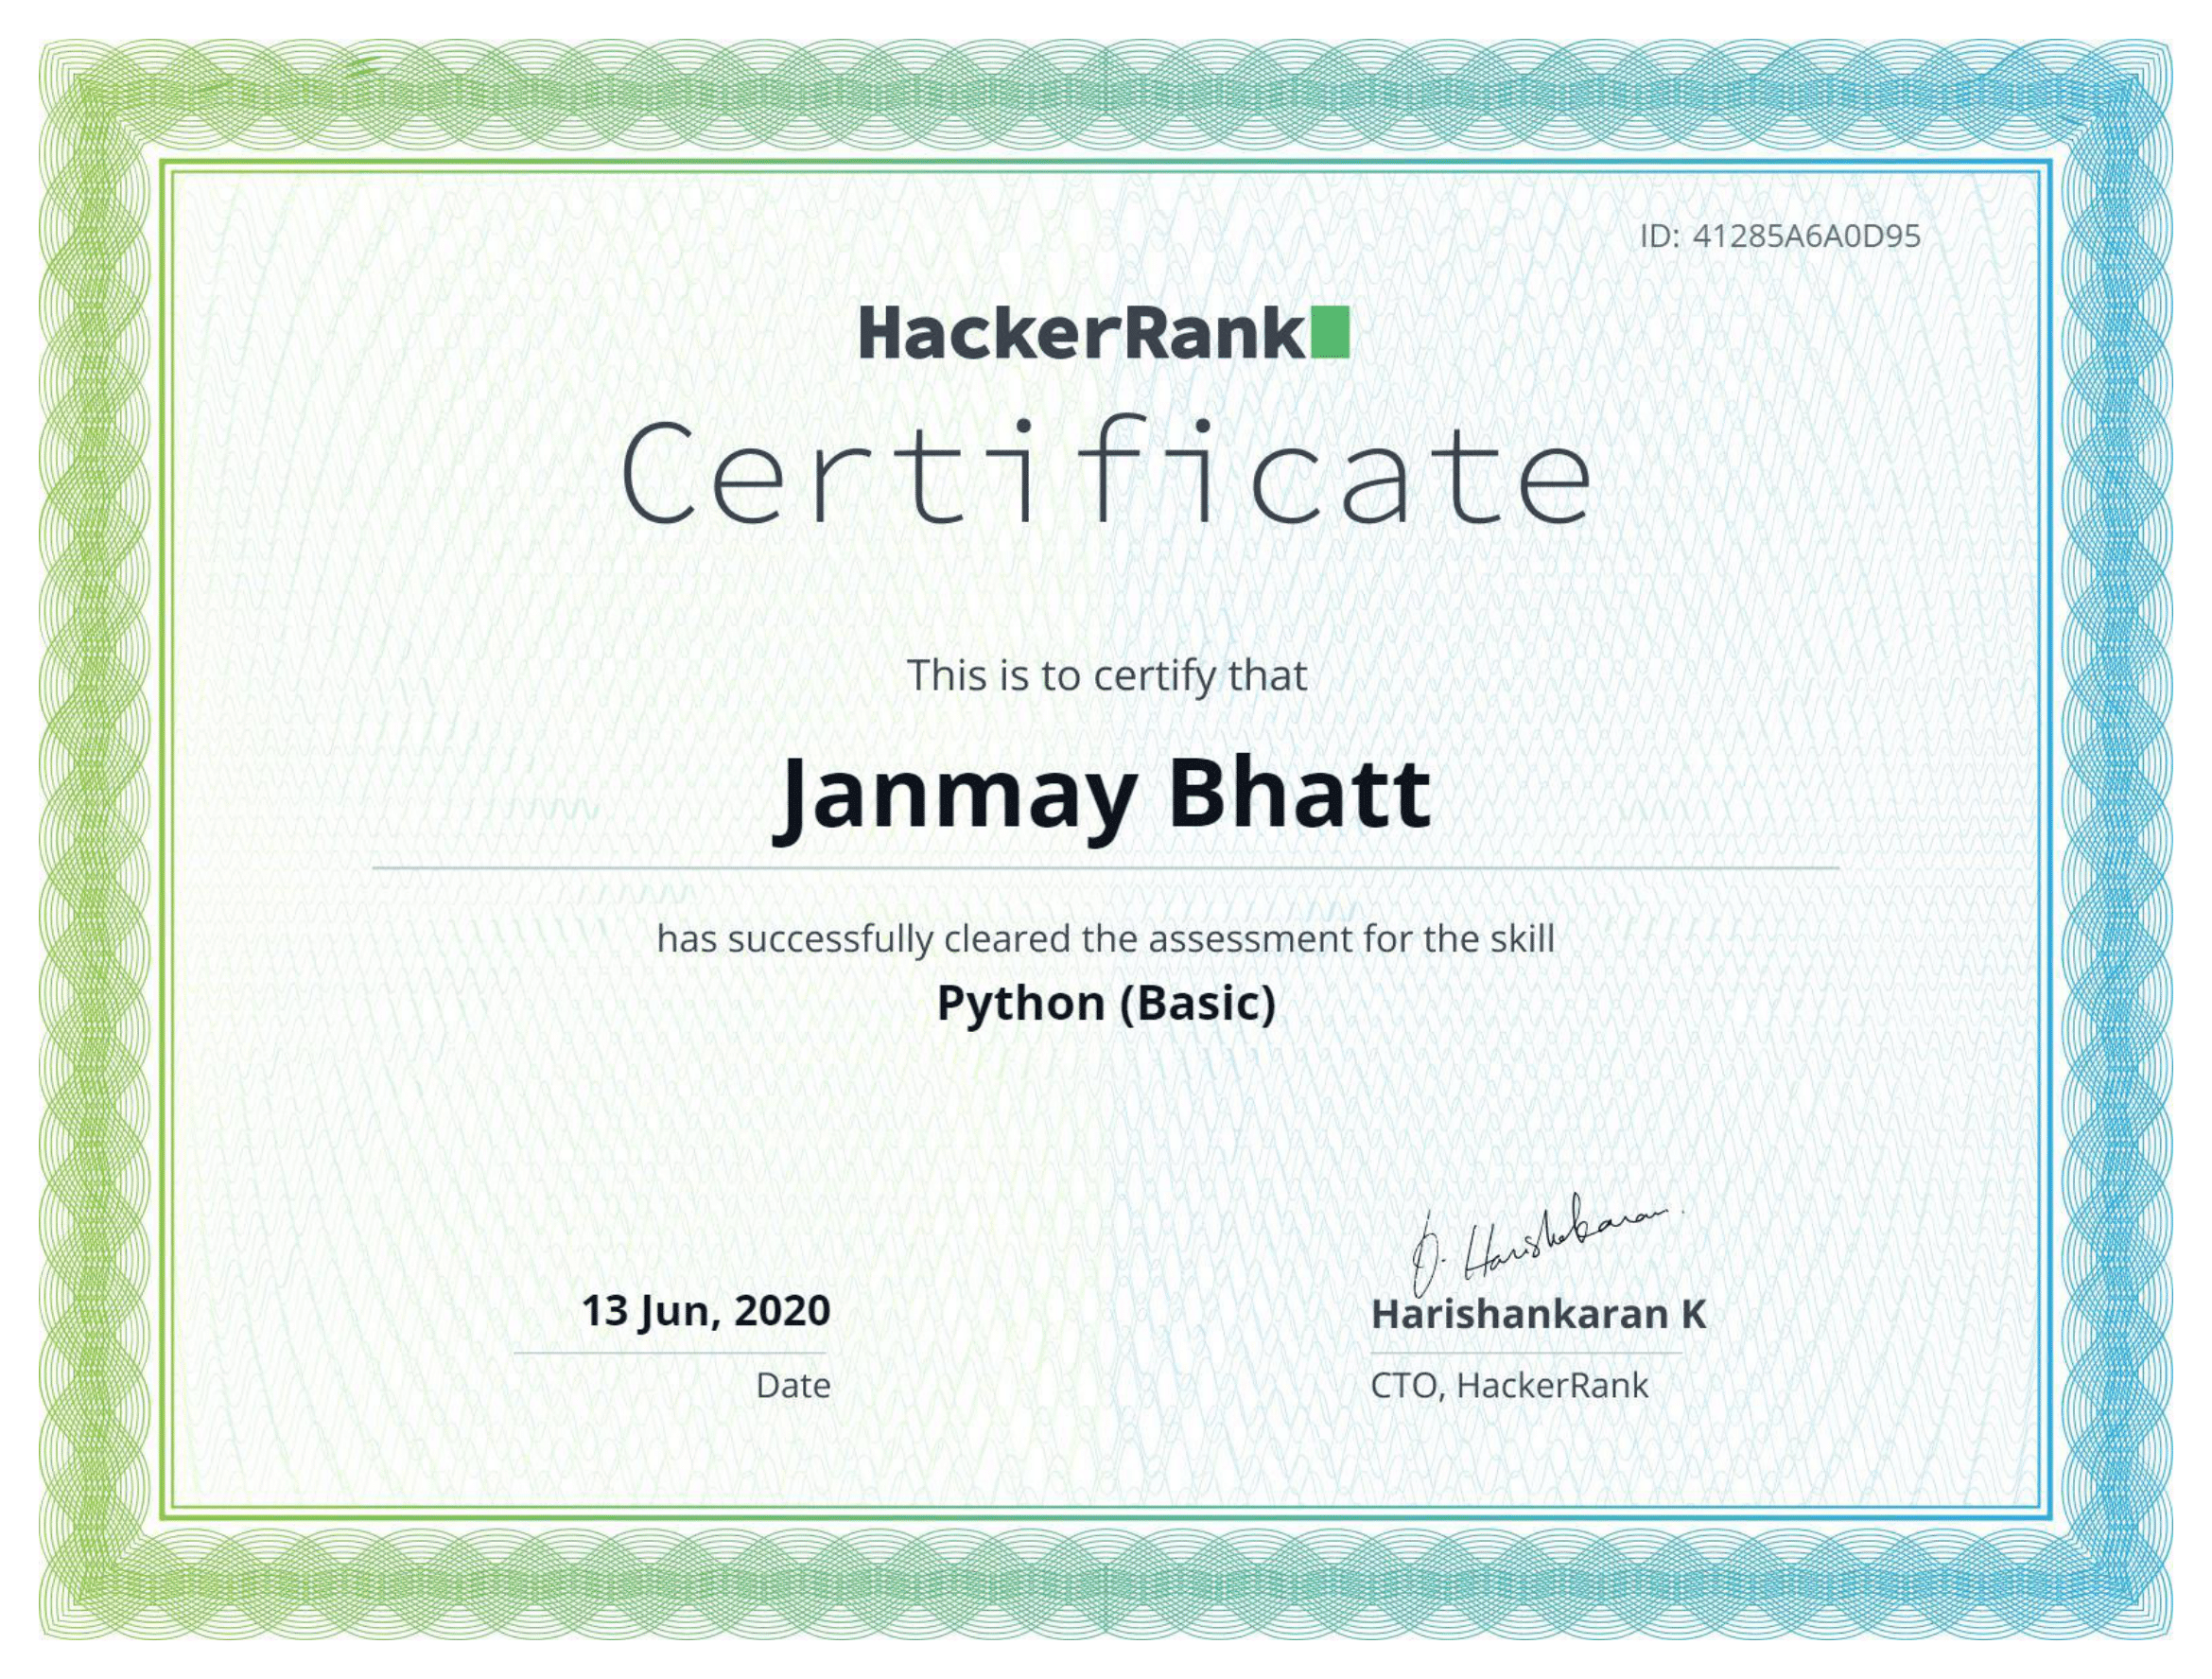 ID: 41285A6A0D95
HackerRank
Certificate
This is to certify that
Janmay Bhatt
has successfully cleared the assessment for the skill
Python (Basic)
13 Jun, 2020
Date
Harishankaran K
CTO, HackerRank